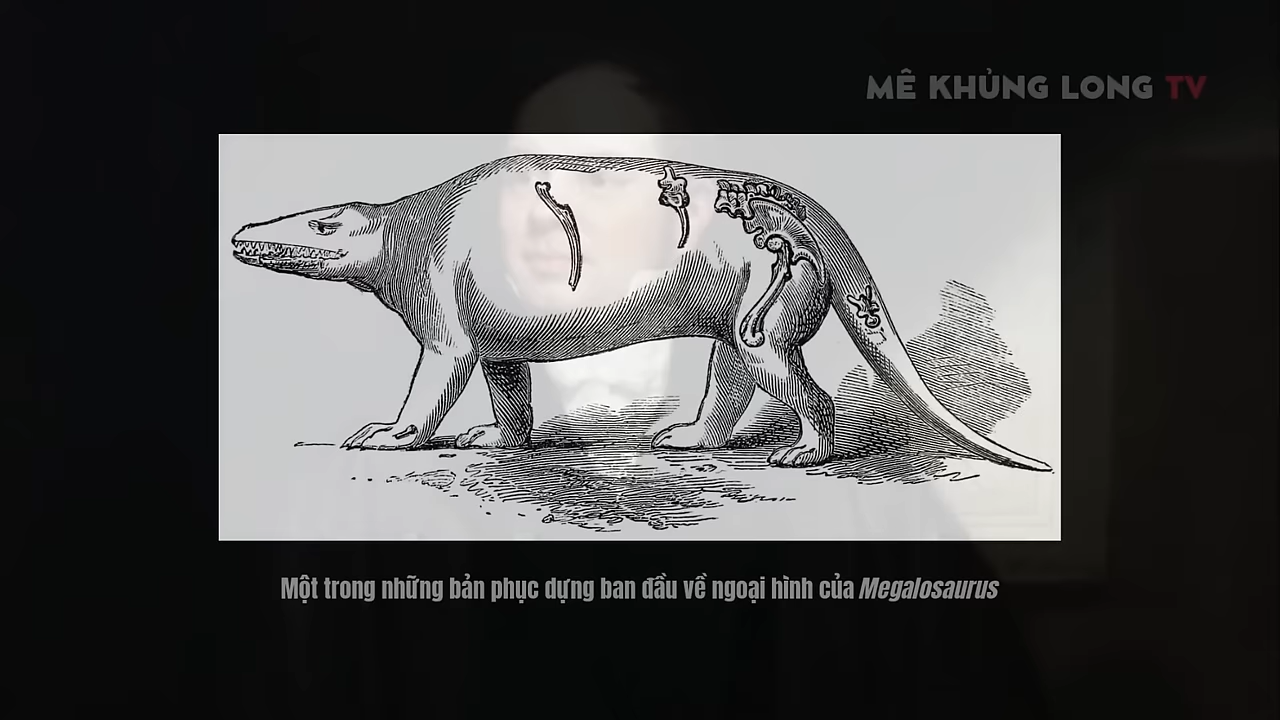 MÊ KHỦNG LONG TV
Một trong những bản phục dựng ban đầu về ngoại hình của Megalosaurus